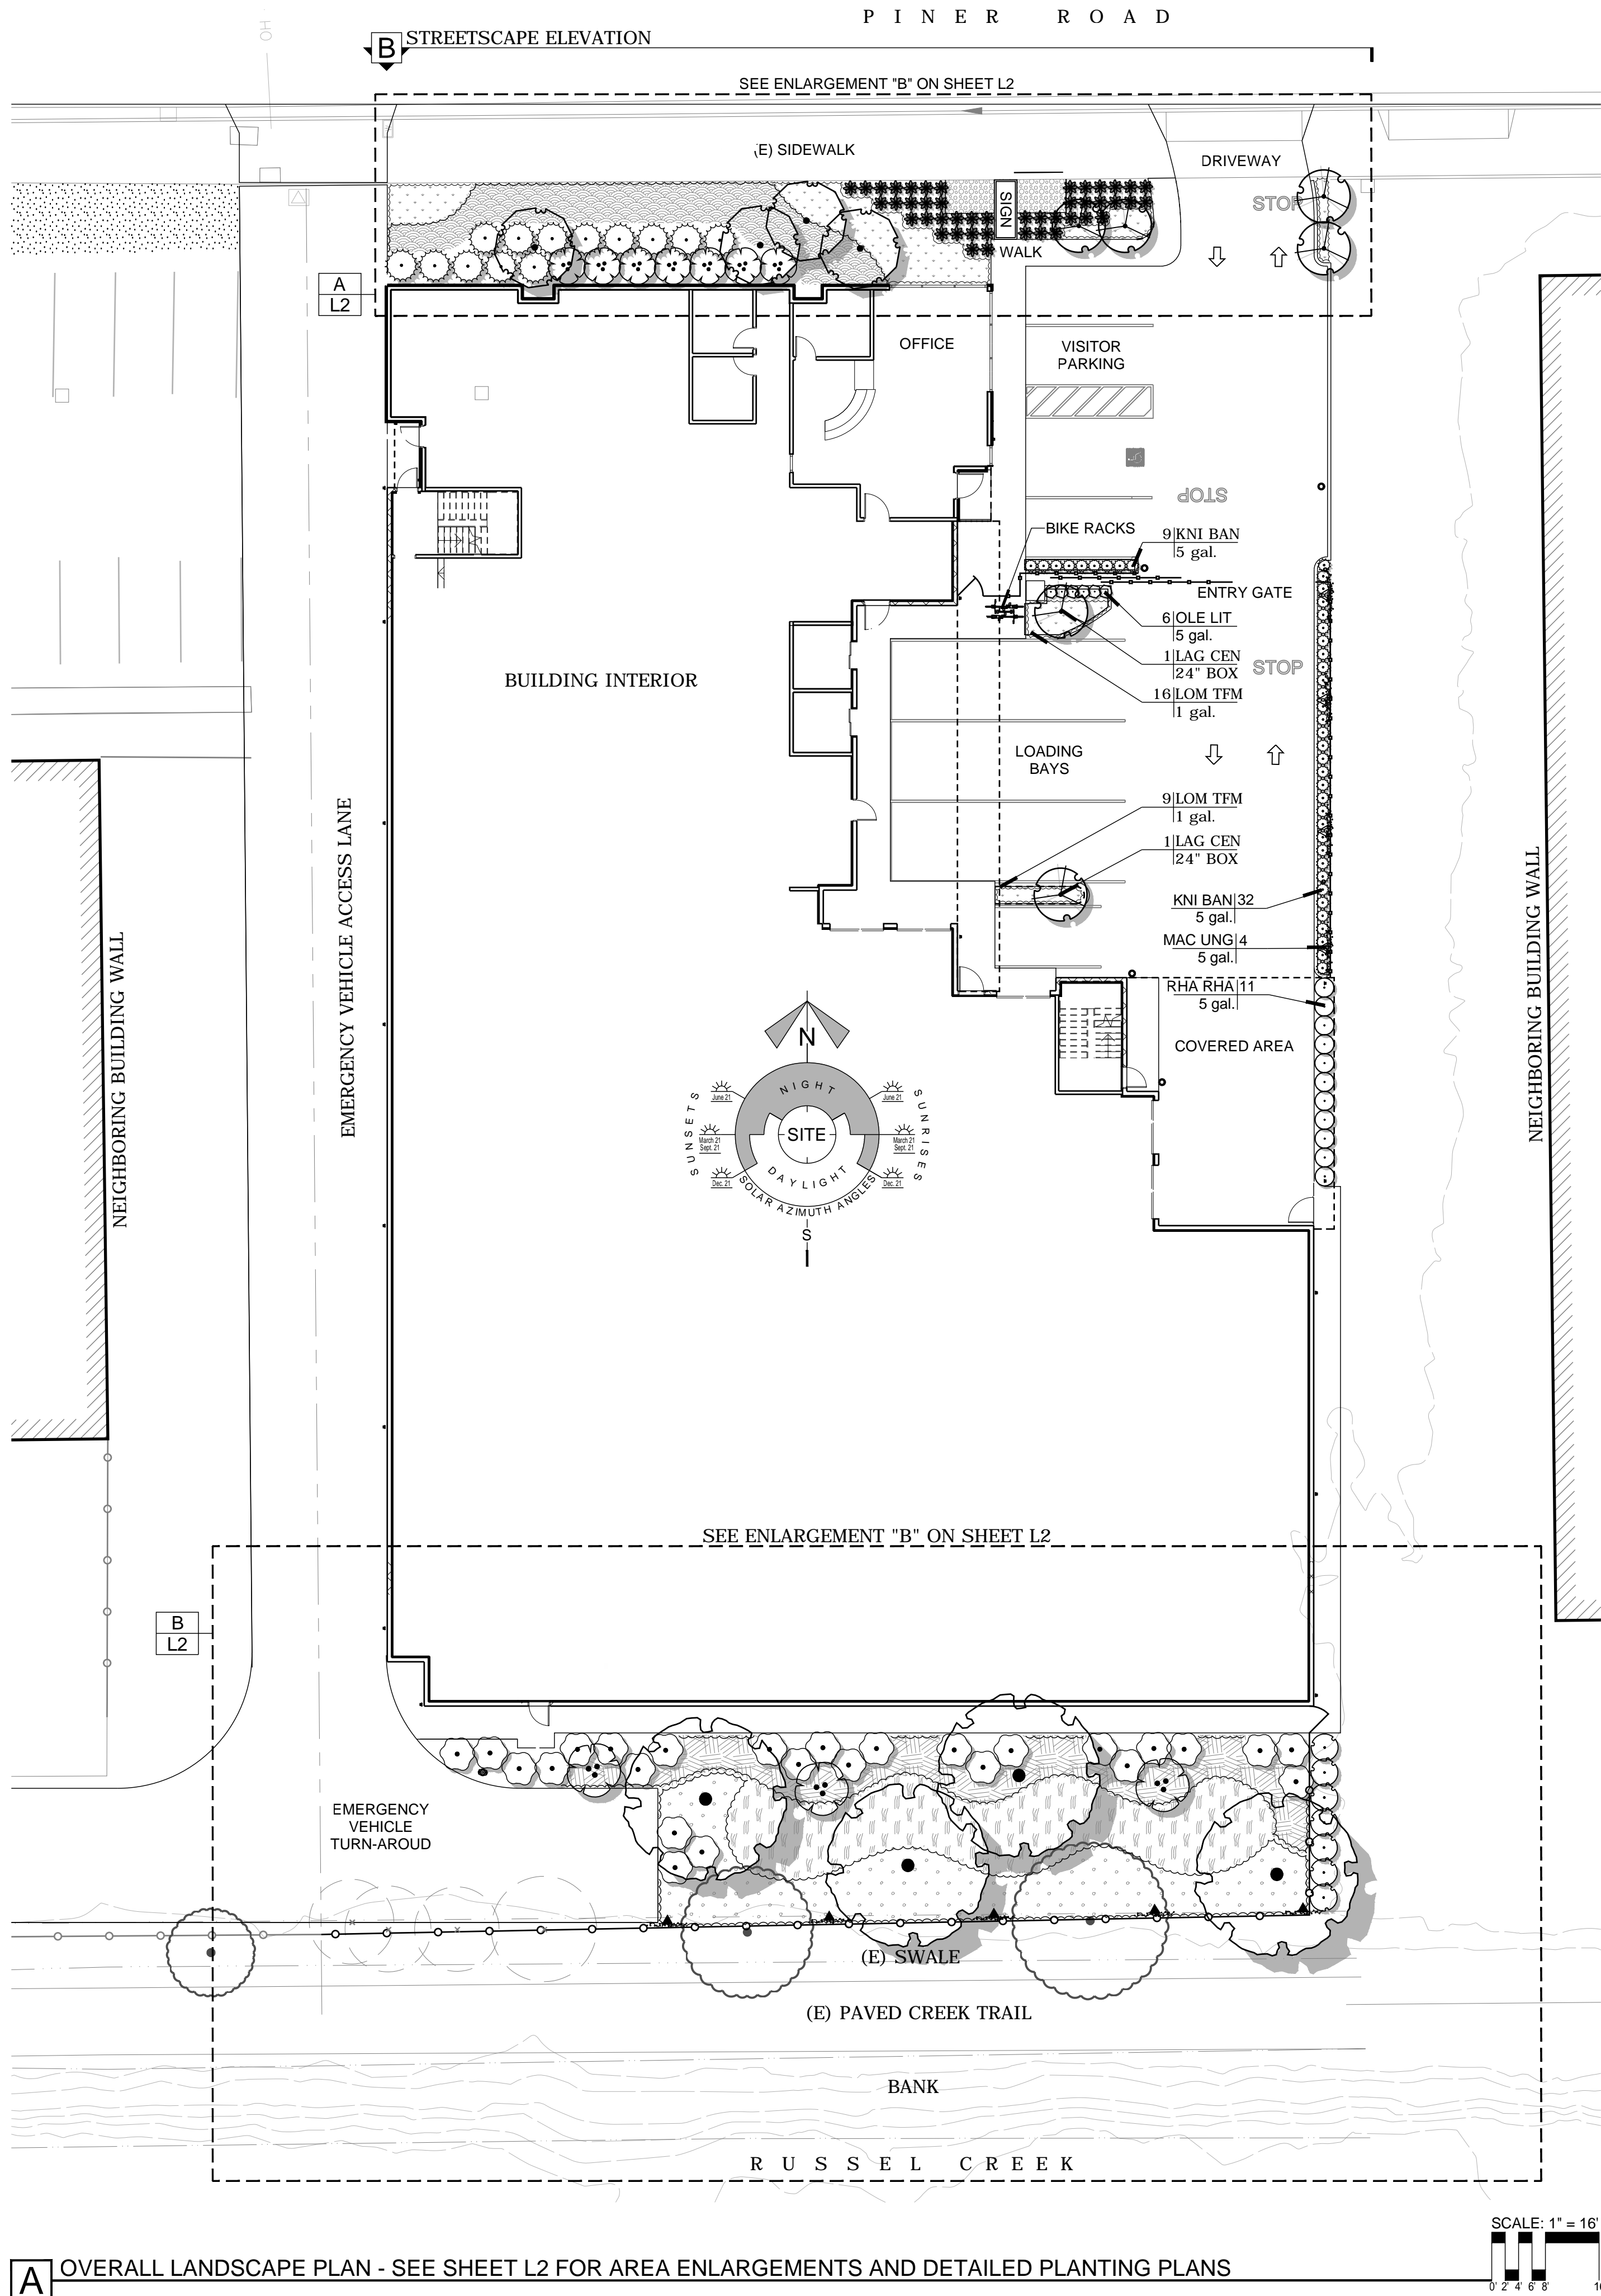 PINER ROAD
B STREETSCAPE ELEVATION
SEE ENLARGEMENT "B" ON SHEET L2
OH
(E) SIDEWALK
DRIVEWAY
STOP
SIGN
WALK
A
L2
OFFICE
VISITOR
PARKING
STOP
BIKE RACKS
9 KNI BAN
5 gal.
ENTRY GATE
6 OLE LIT
5 gal.
1 LAG CEN
24" BOX
STOP
16 LOM TFM
1 gal.
BUILDING INTERIOR
LOADING
BAYS
9 LOM TFM
1 gal.
1 LAG CEN
24" BOX
KNI BAN 32
5 gal.
MAC UNG 4
5 gal.
RHA RHA 11
5 gal.
COVERED AREA
EMERGENCY VEHICLE ACCESS LANE
NEIGHBORING BUILDING WALL
NEIGHBORING BUILDING WALL
N
NIGHT
SITE
DAYLIGHT
SOLAR AZIMUTH ANGLES
SUNSETS
June 21
March 21
Sept. 21
Dec. 21
SUNRISES
June 21
March 21
Sept. 21
Dec. 21
S
SEE ENLARGEMENT "B" ON SHEET L2
B
L2
EMERGENCY
VEHICLE
TURN-AROUD
(E) SWALE
(E) PAVED CREEK TRAIL
BANK
RUSSEL CREEK
SCALE: 1" = 16'
0' 2' 4' 6' 8'
A OVERALL LANDSCAPE PLAN - SEE SHEET L2 FOR AREA ENLARGEMENTS AND DETAILED PLANTING PLANS